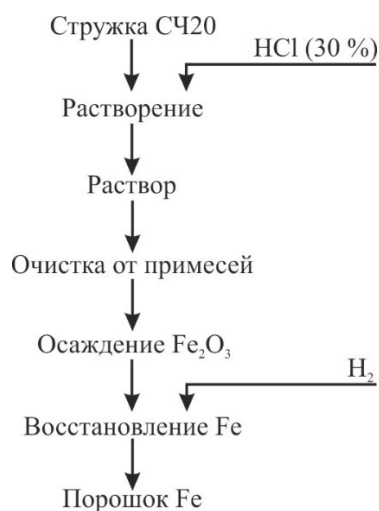 Стружка СЧ20
HCl (30 %)
Растворение
Раствор
Очистка от примесей
Осаждение Fe₂O₃
H₂
Восстановление Fe
Порошок Fe